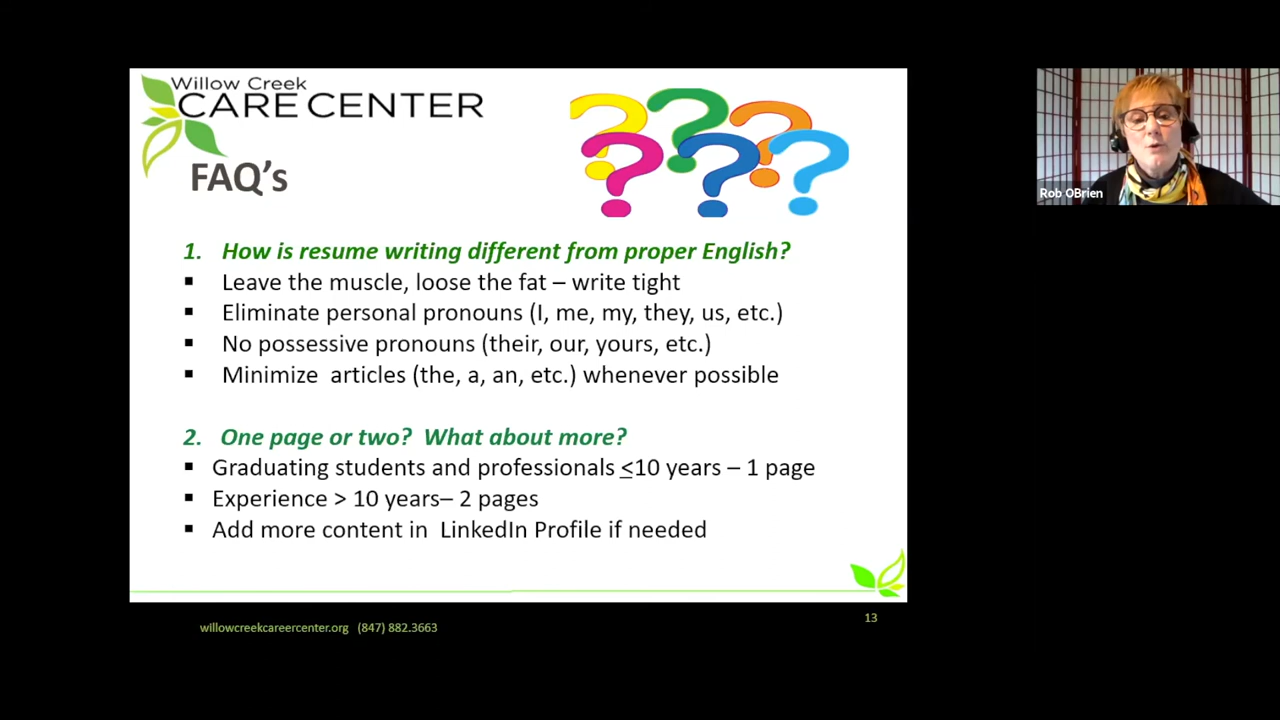 Willow Creek
CARE CENTER
FAQ's
? ? ? ? ? ?
1. How is resume writing different from proper English?
▪ Leave the muscle, loose the fat – write tight
▪ Eliminate personal pronouns (I, me, my, they, us, etc.)
▪ No possessive pronouns (their, our, yours, etc.)
▪ Minimize articles (the, a, an, etc.) whenever possible
2. One page or two? What about more?
▪ Graduating students and professionals ≤10 years – 1 page
▪ Experience > 10 years– 2 pages
▪ Add more content in LinkedIn Profile if needed
willowcreekcareercenter.org (847) 882.3663
13
Rob OBrien